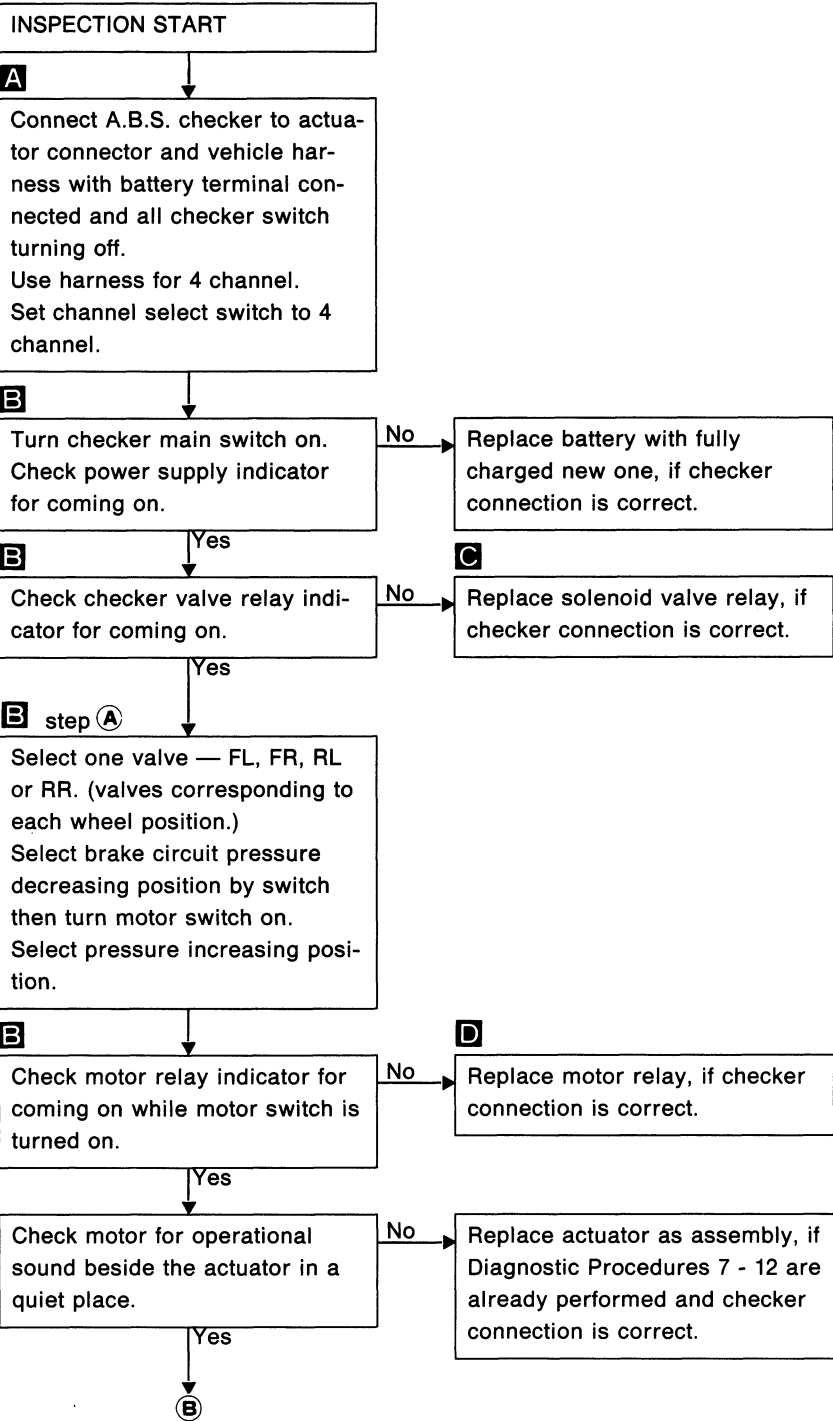 INSPECTION START
A
Connect A.B.S. checker to actua-
tor connector and vehicle har-
ness with battery terminal con-
nected and all checker switch
turning off.
Use harness for 4 channel.
Set channel select switch to 4
channel.
B
Turn checker main switch on.
Check power supply indicator
for coming on.
No
Replace battery with fully
charged new one, if checker
connection is correct.
Yes
B
Check checker valve relay indi-
cator for coming on.
No
C
Replace solenoid valve relay, if
checker connection is correct.
Yes
B step A
Select one valve — FL, FR, RL
or RR. (valves corresponding to
each wheel position.)
Select brake circuit pressure
decreasing position by switch
then turn motor switch on.
Select pressure increasing posi-
tion.
B
Check motor relay indicator for
coming on while motor switch is
turned on.
No
D
Replace motor relay, if checker
connection is correct.
Yes
Check motor for operational
sound beside the actuator in a
quiet place.
No
Replace actuator as assembly, if
Diagnostic Procedures 7 - 12 are
already performed and checker
connection is correct.
Yes
B